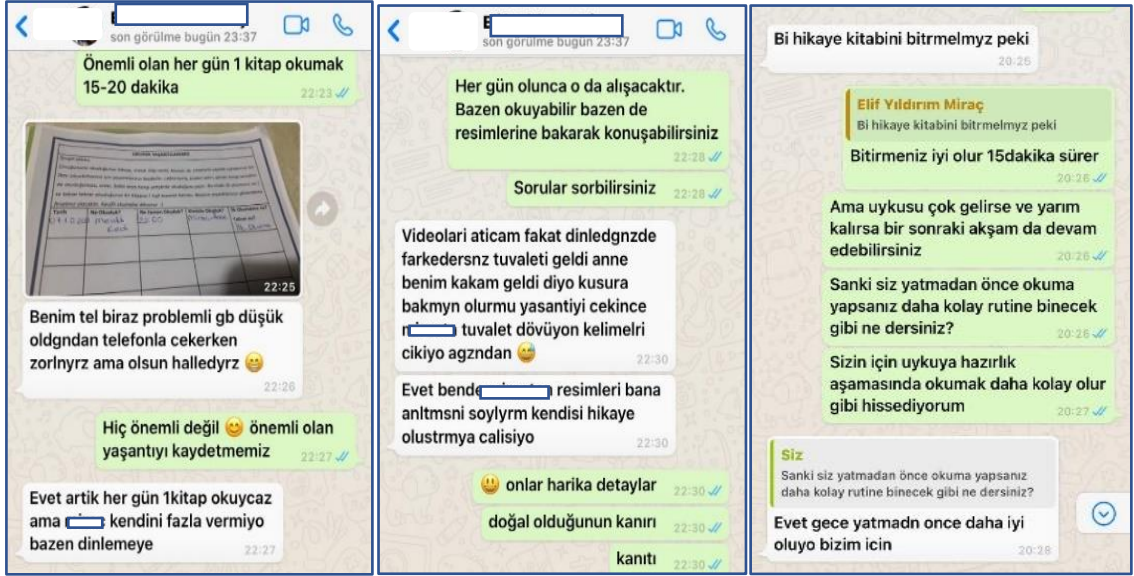 son görülme bugün 23:37
Önemli olan her gün 1 kitap okumak
15-20 dakika
22:23
22:25
Benim tel biraz problemli gb düşük
oldgndan telefonla cekerken
zorlnyrz ama olsun halledyrz 😁
22:26
Hiç önemli değil 😊 önemli olan
yaşantıyı kaydetmemiz
22:27
Evet artik her gün 1kitap okuycaz
ama kendini fazla vermiyo
bazen dinlemeye
22:27
son görülme bugün 23:37
Her gün olunca o da alışacaktır.
Bazen okuyabilir bazen de
resimlerine bakarak konuşabilirsiniz
22:28
Sorular sorbilirsiniz
22:28
Videolari aticam fakat dinledgnzde
farkedersnz tuvaleti geldi anne
benim kakam geldi diyo kusura
bakmyn olurmu yasantiyi cekince
tuvalet dövüyon kelimelri
cikiyo agzndan 😅
22:30
Evet bende resimleri bana
anltmsni soylyrm kendisi hikaye
olustrmya calisiyo
22:30
😃 onlar harika detaylar
22:30
doğal olduğunun kanırı
22:30
kanıtı
22:30
Bi hikaye kitabini bitrmelmyz peki
20:25
Elif Yıldırım Miraç
Bi hikaye kitabini bitrmelmyz peki
Bitirmeniz iyi olur 15dakika sürer
20:26
Ama uykusu çok gelirse ve yarım
kalırsa bir sonraki akşam da devam
edebilirsiniz
20:26
Sanki siz yatmadan önce okuma
yapsanız daha kolay rutine binecek
gibi ne dersiniz?
20:26
Sizin için uykuya hazırlık
aşamasında okumak daha kolay olur
gibi hissediyorum
20:27
Siz
Sanki siz yatmadan önce okuma yapsanız
daha kolay rutine binecek gibi ne dersiniz?
Evet gece yatmadn once daha iyi
oluyo bizim icin
20:28